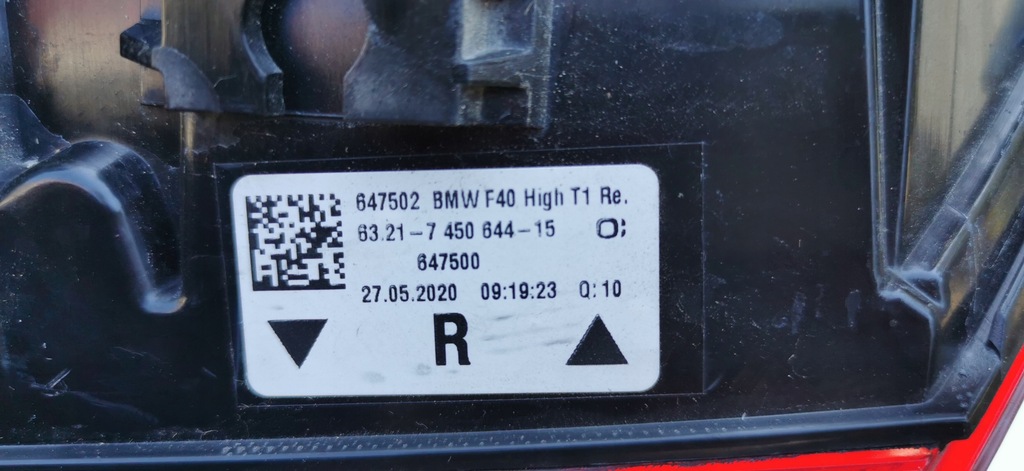 647502 BMW F40 High T1 Re.
63.21-7 450 644-15 O:
647500
27.05.2020 09:19:23 Q:10
R